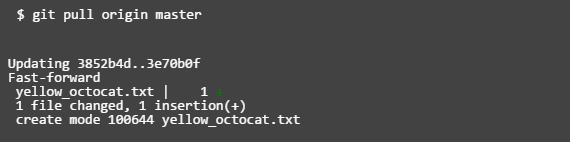 $ git pull origin master
Updating 3852b4d..3e70b0f
Fast-forward
yellow_octocat.txt |    1 +
1 file changed, 1 insertion(+)
create mode 100644 yellow_octocat.txt